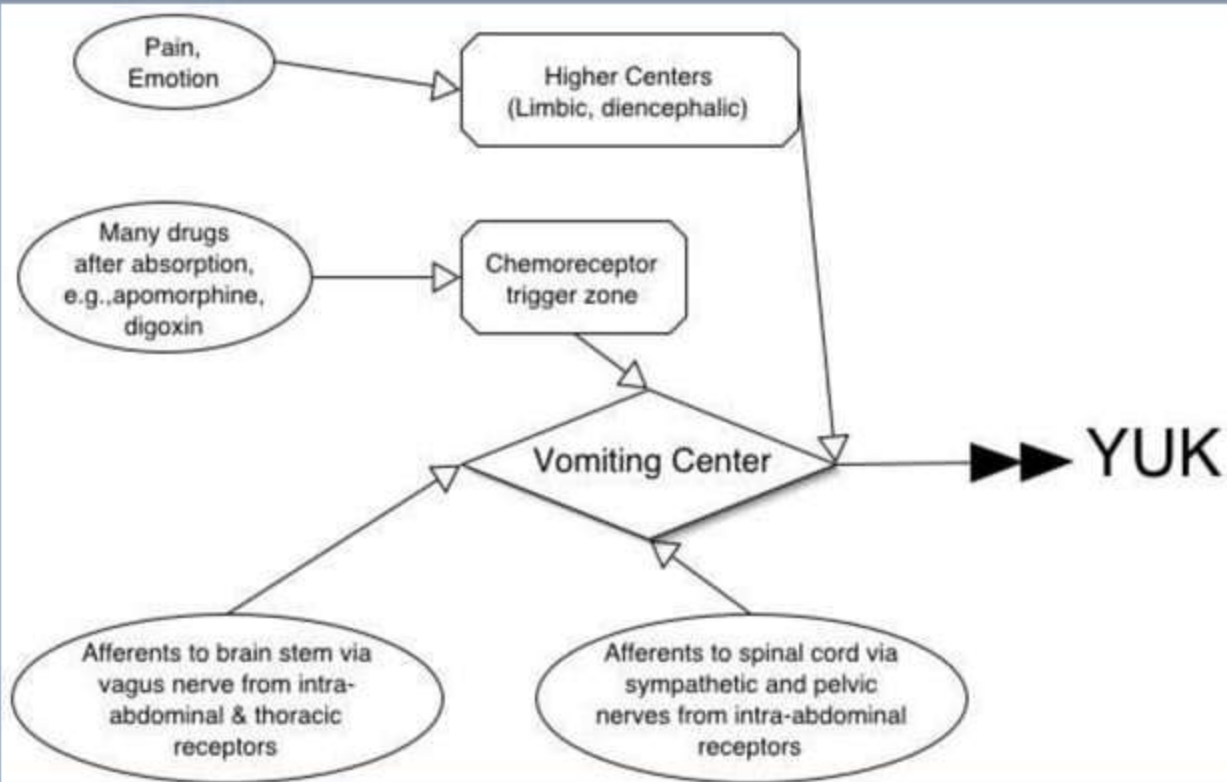 Pain,
Emotion
Higher Centers
(Limbic, diencephalic)
Many drugs
after absorption,
e.g.,apomorphine,
digoxin
Chemoreceptor
trigger zone
Vomiting Center
YUK
Afferents to brain stem via
vagus nerve from intra-
abdominal & thoracic
receptors
Afferents to spinal cord via
sympathetic and pelvic
nerves from intra-abdominal
receptors